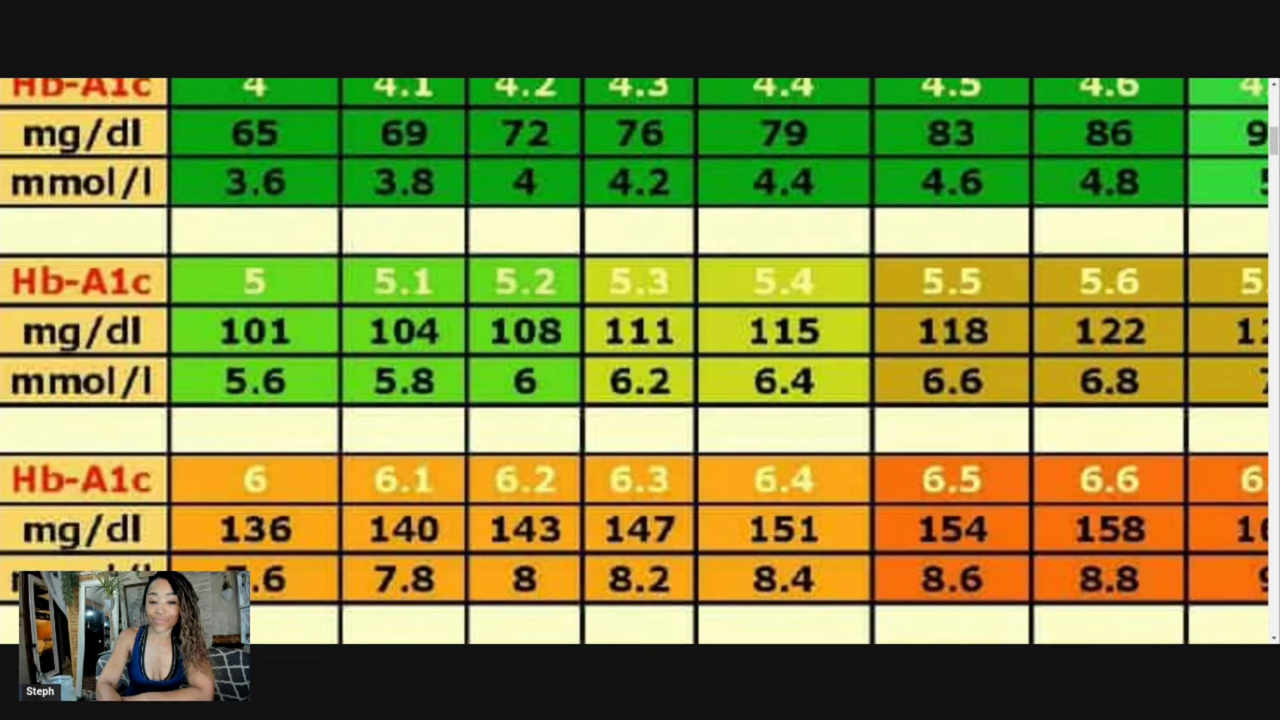 Hb-A1c 4 4.1 4.2 4.3 4.4 4.5 4.6
mg/dl 65 69 72 76 79 83 86
mmol/l 3.6 3.8 4 4.2 4.4 4.6 4.8
Hb-A1c 5 5.1 5.2 5.3 5.4 5.5 5.6
mg/dl 101 104 108 111 115 118 122
mmol/l 5.6 5.8 6 6.2 6.4 6.6 6.8
Hb-A1c 6 6.1 6.2 6.3 6.4 6.5 6.6
mg/dl 136 140 143 147 151 154 158
7.8 8 8.2 8.4 8.6 8.8
Steph